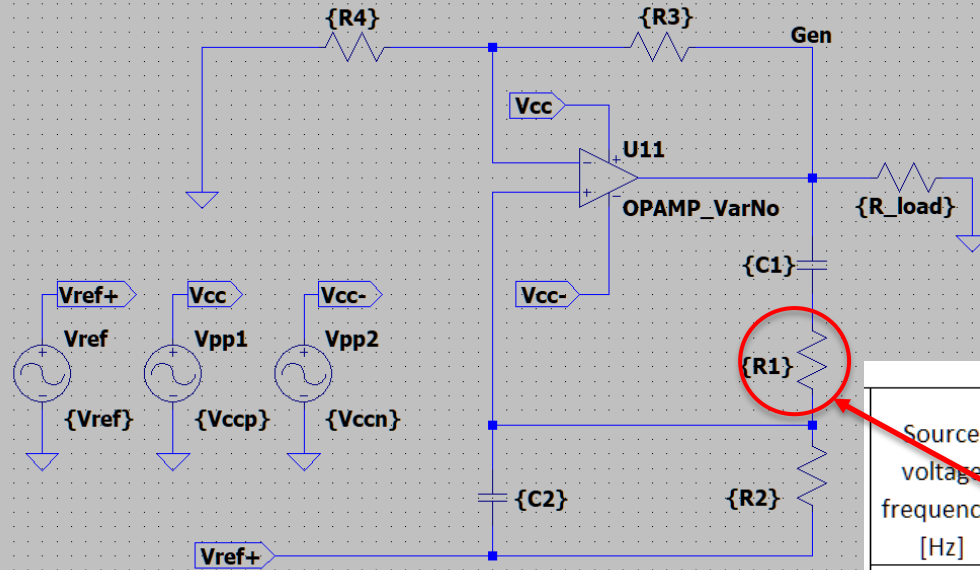 {R4}
{R3}
Gen
Vcc
U11
OPAMP_VarNo
{R_load}
{C1}
Vref+
Vcc
Vcc-
Vcc-
Vref
Vpp1
Vpp2
{R1}
{Vref}
{Vccp}
{Vccn}
Source
voltage
[Hz]
{C2}
{R2}
Vref+